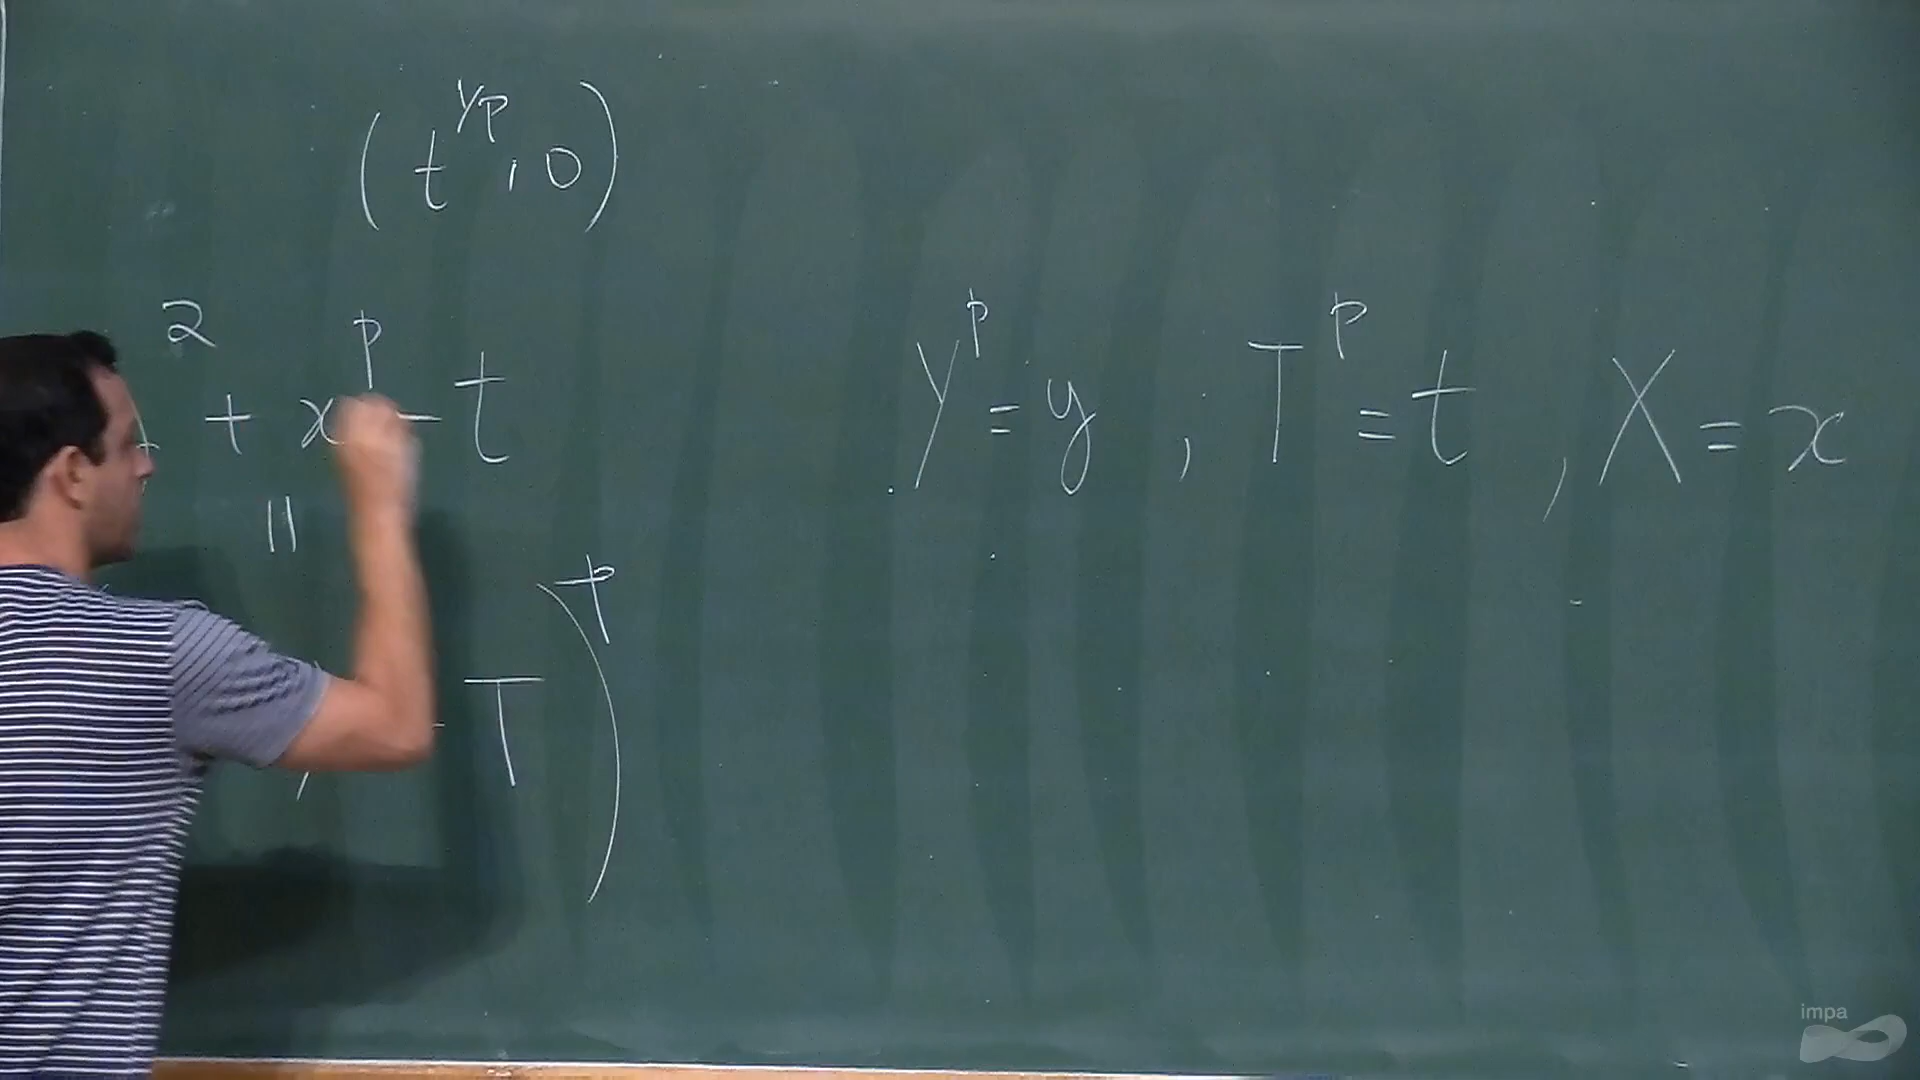 (t^{1/p}, 0)
^2 + x^p - t
Y^p = y , T^p = t , X = x
||
- T)^p
impa